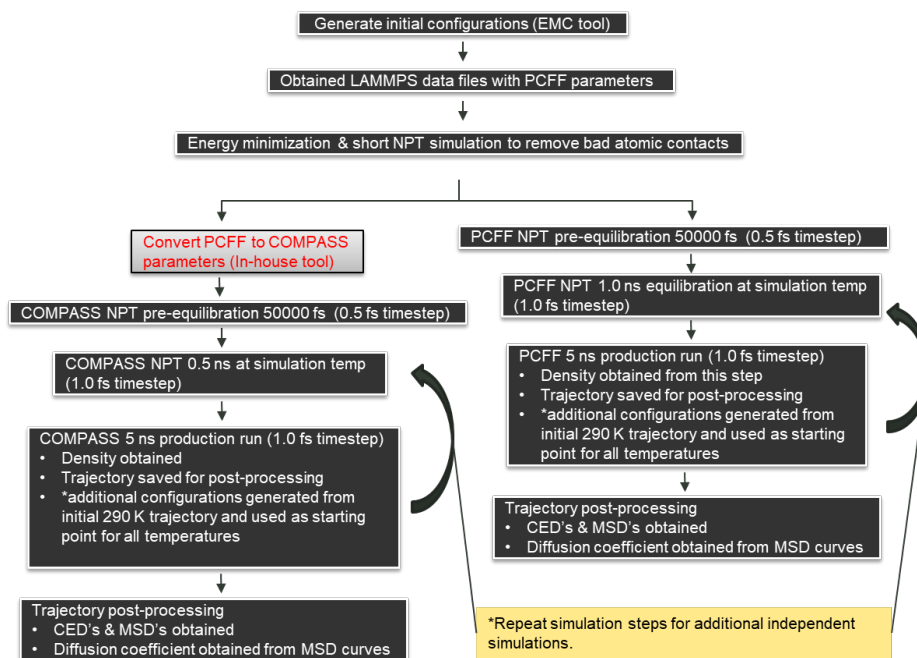 Generate initial configurations (EMC tool)
Obtained LAMMPS data files with PCFF parameters
Energy minimization & short NPT simulation to remove bad atomic contacts
Convert PCFF to COMPASS
parameters (In-house tool)
COMPASS NPT pre-equilibration 50000 fs (0.5 fs timestep)
COMPASS NPT 0.5 ns at simulation temp
(1.0 fs timestep)
COMPASS 5 ns production run (1.0 fs timestep)
• Density obtained
• Trajectory saved for post-processing
• *additional configurations generated from
initial 290 K trajectory and used as starting
point for all temperatures
Trajectory post-processing
• CED's & MSD's obtained
• Diffusion coefficient obtained from MSD curves
PCFF NPT pre-equilibration 50000 fs (0.5 fs timestep)
PCFF NPT 1.0 ns equilibration at simulation temp
(1.0 fs timestep)
PCFF 5 ns production run (1.0 fs timestep)
• Density obtained from this step
• Trajectory saved for post-processing
• *additional configurations generated from
initial 290 K trajectory and used as starting
point for all temperatures
Trajectory post-processing
• CED's & MSD's obtained
• Diffusion coefficient obtained from MSD curves
*Repeat simulation steps for additional independent
simulations.